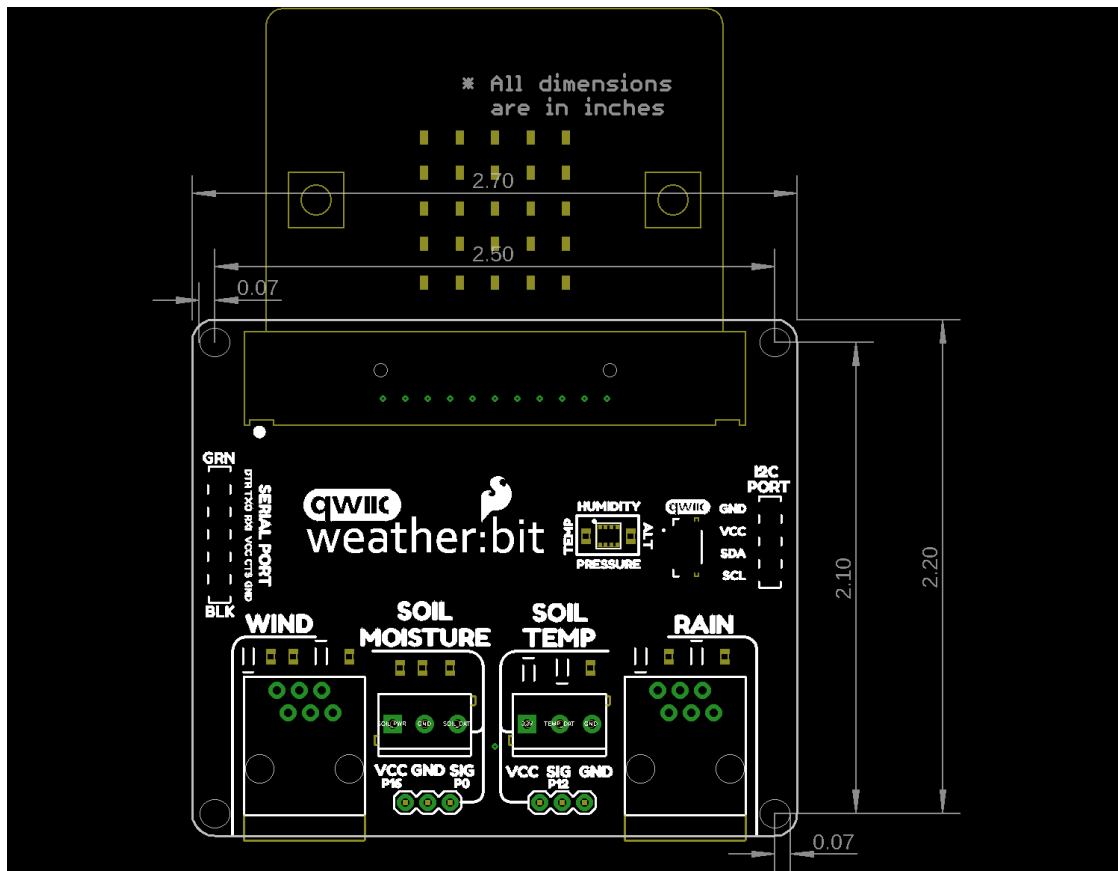 * All dimensions
are in inches
2.70
2.50
0.07
GRN
DTR TXO RXI VCC CTS GND
SERIAL PORT
BLK
qwiic
weather:bit
HUMIDITY
TEMP
ALT
PRESSURE
qwiic
I2C
PORT
GND
VCC
SDA
SCL
2.10
2.20
WIND
SOIL
MOISTURE
SOIL
TEMP
RAIN
SOIL_PWR GND SOIL_DAT
3.3V TEMP_DAT GND
VCC GND SIG
P16 P0
VCC SIG GND
P12
0.07